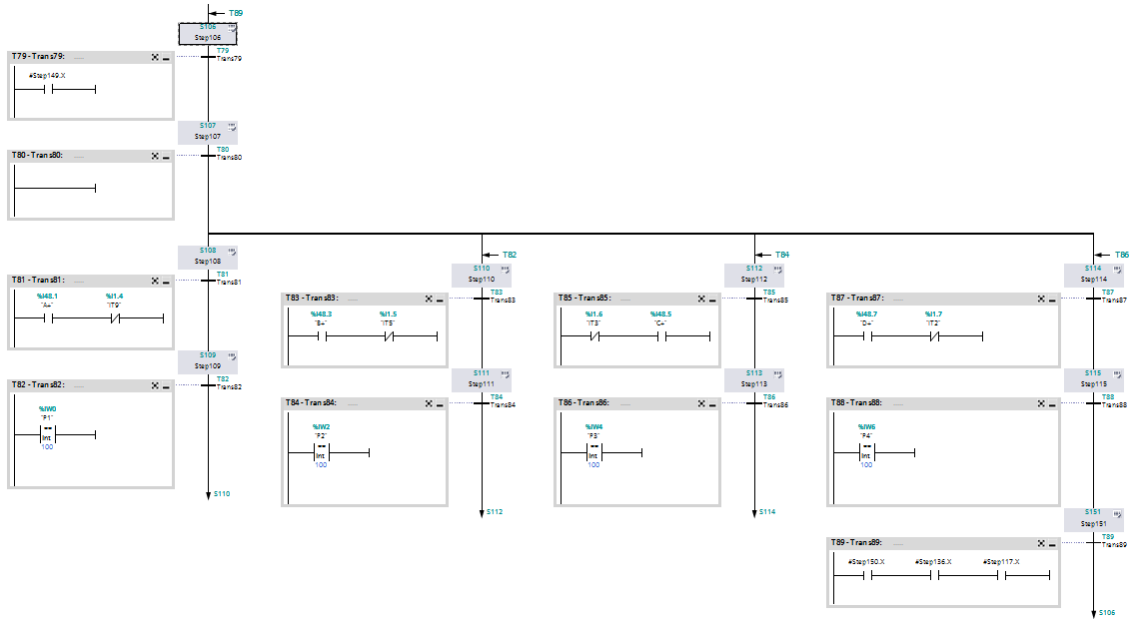 T89
S106
Step106
T79 - Trans79: ......
T79
Trans79
#Step149.X
S107
Step107
T80 - Trans80: ......
T80
Trans80
S108
Step108
T81 - Trans81: ......
T81
Trans81
%I48.1
"A+"
%I1.4
"IT9"
S109
Step109
T82 - Trans82: ......
T82
Trans82
%IW0
"P1"
==
Int
100
S110
T82
S110
Step110
T83 - Trans83: ......
T83
Trans83
%I48.3
"B+"
%I1.5
"IT5"
S111
Step111
T84 - Trans84: ......
T84
Trans84
%IW2
"P2"
==
Int
100
S112
T84
S112
Step112
T85 - Trans85: ......
T85
Trans85
%I1.6
"IT3"
%I48.5
"C+"
S113
Step113
T86 - Trans86: ......
T86
Trans86
%IW4
"P3"
==
Int
100
S114
T86
S114
Step114
T87 - Trans87: ......
T87
Trans87
%I48.7
"D+"
%I1.7
"IT2"
S115
Step115
T88 - Trans88: ......
T88
Trans88
%IW6
"P4"
==
Int
100
S151
Step151
T89 - Trans89: ......
T89
Trans89
#Step150.X
#Step136.X
#Step117.X
S106